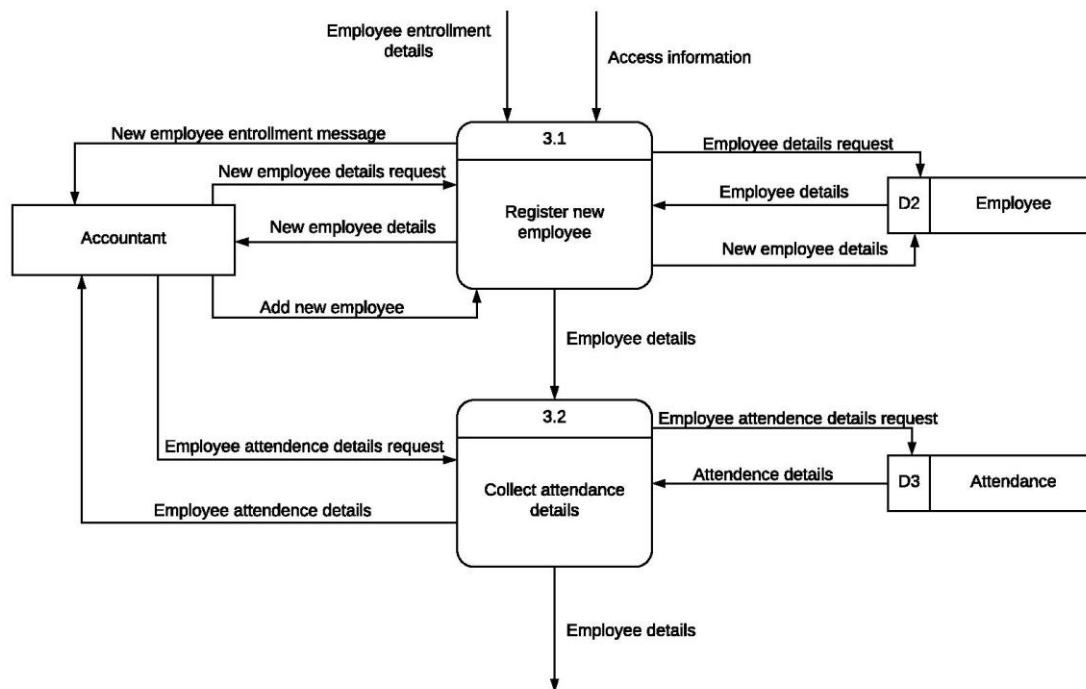 Employee entrollment
details
Access information
New employee entrollment message
3.1
Employee details request
New employee details request
Employee details
D2
Employee
Register new
employee
Accountant
New employee details
New employee details
Add new employee
Employee details
3.2
Employee attendence details request
Employee attendence details request
Attendence details
D3
Attendance
Collect attendance
details
Employee attendence details
Employee details